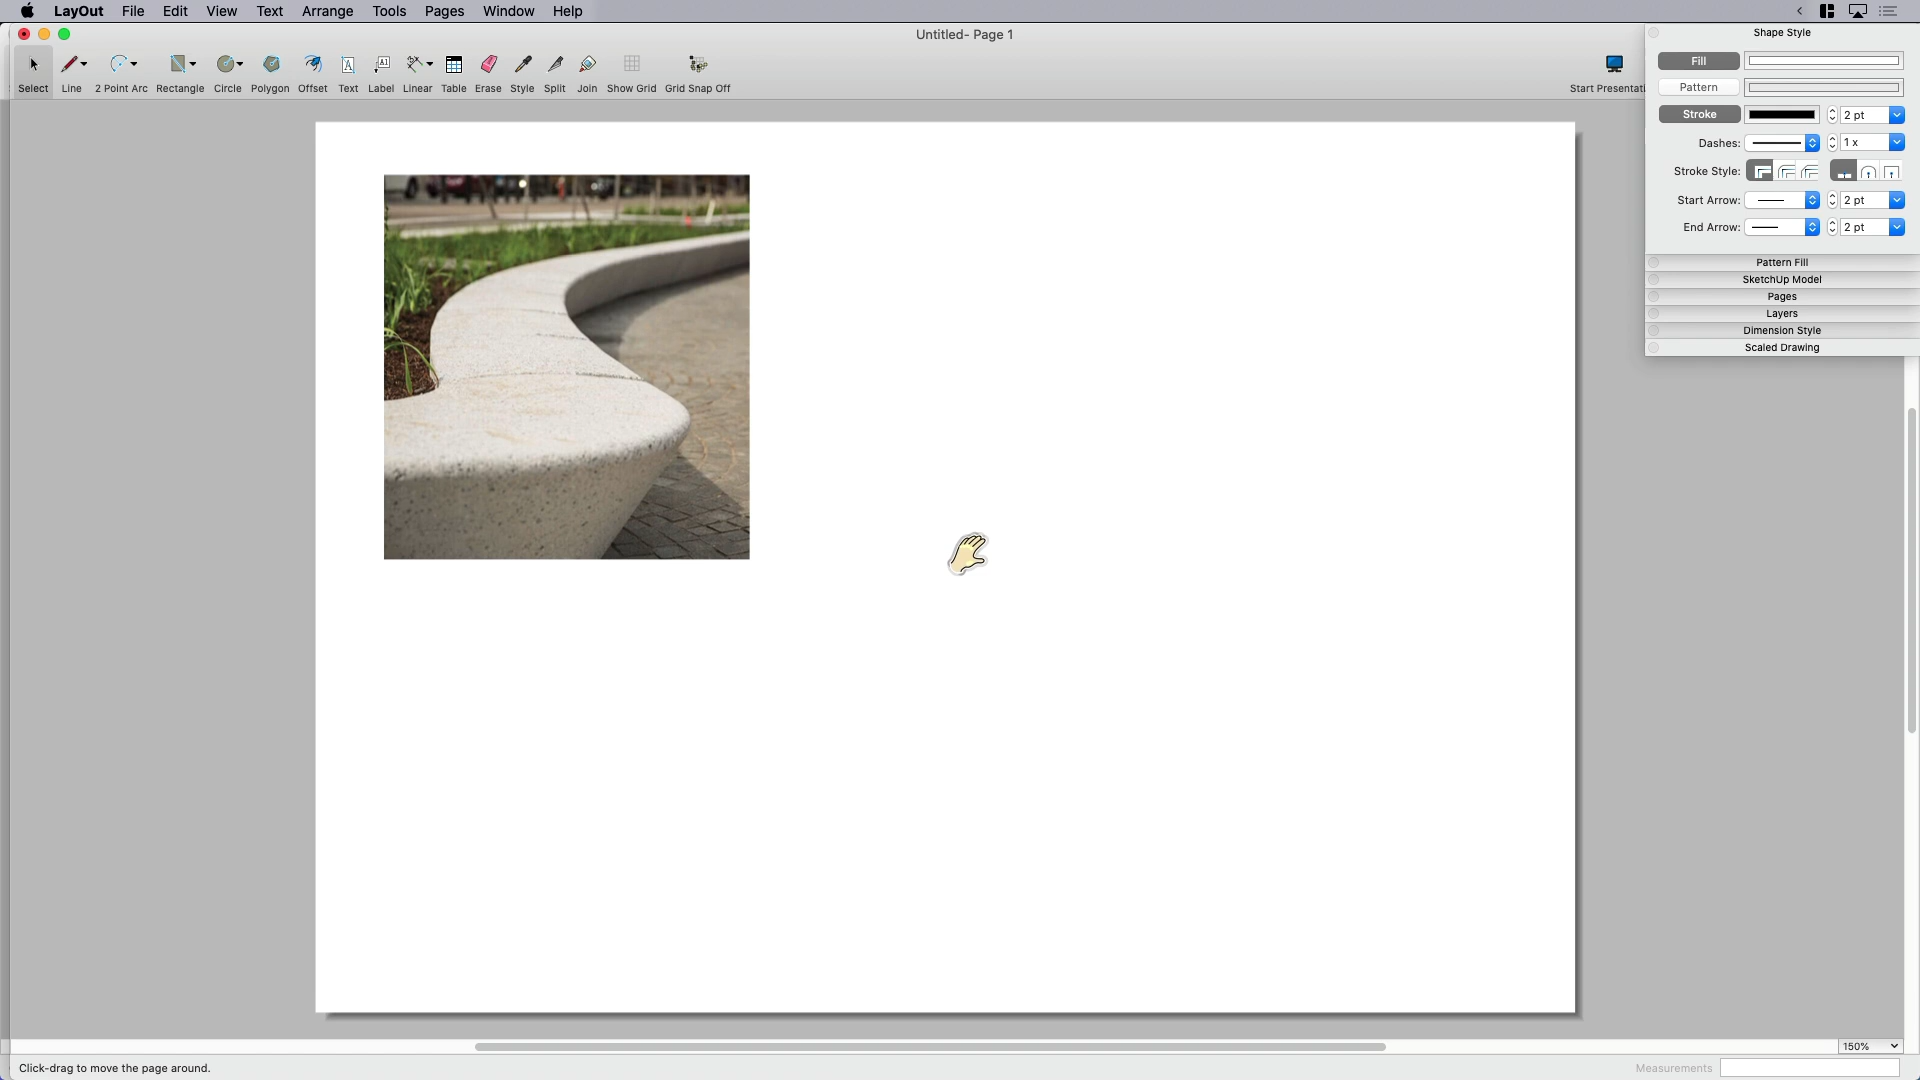 LayOut File Edit View Text Arrange Tools Pages Window Help
Untitled- Page 1
Select Line 2 Point Arc Rectangle Circle Polygon Offset Text Label Linear Table Erase Style Split Join Show Grid Grid Snap Off Start Presentati
Shape Style
Fill
Pattern
Stroke 2 pt
Dashes: 1 x
Stroke Style:
Start Arrow: 2 pt
End Arrow: 2 pt
Pattern Fill
SketchUp Model
Pages
Layers
Dimension Style
Scaled Drawing
150%
Click-drag to move the page around. Measurements